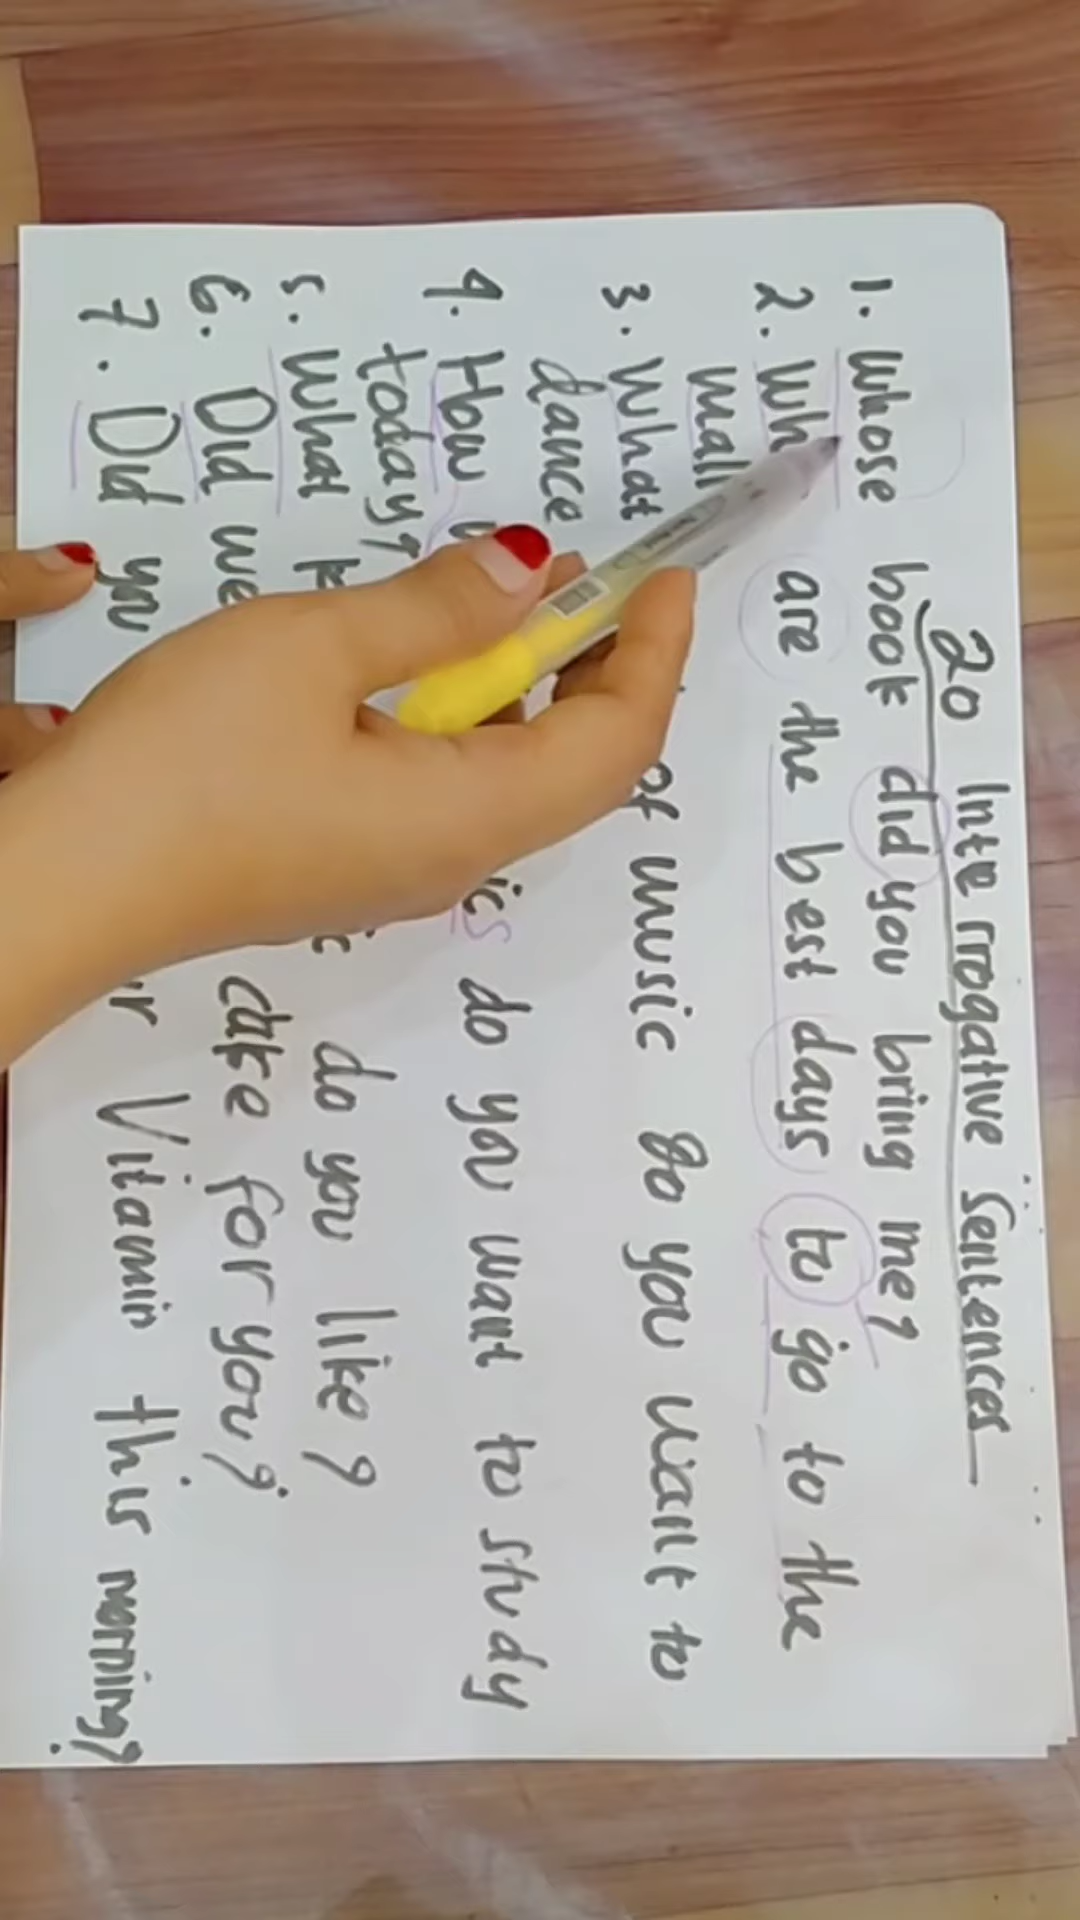 20 Interrogative Sentences
1. Whose book did you bring me?
2. Wh are the best days to go to the
mall
3. What of music do you want to
dance
4. How ics do you want to study
today?
5. What do you like?
6. Did we cake for you?
7. Did you Vitamin this morning?